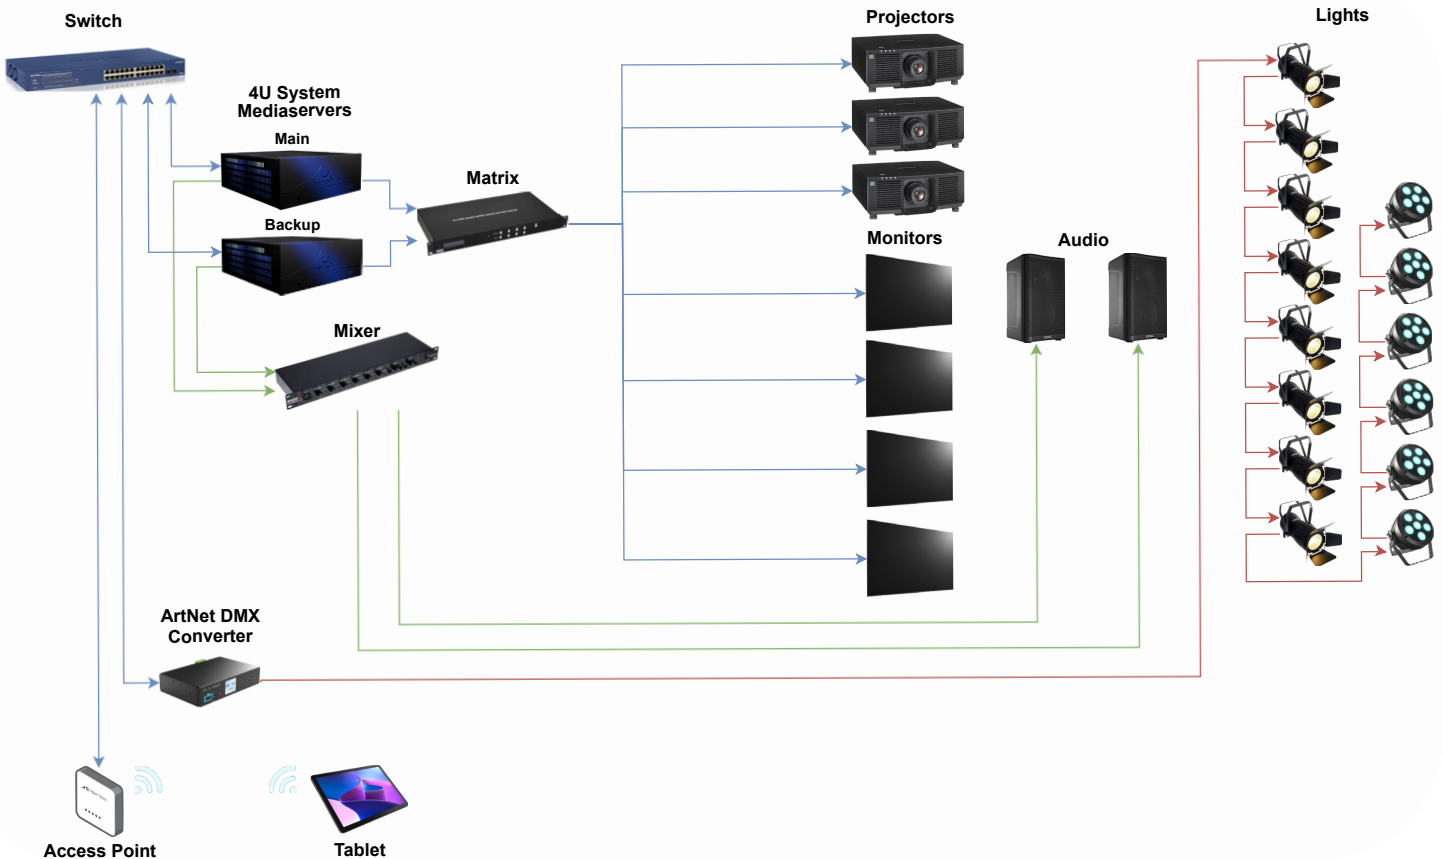 Switch
Projectors
Lights
4U System
Mediaservers
Main
Matrix
Backup
Monitors
Audio
Mixer
ArtNet DMX
Converter
Access Point
Tablet